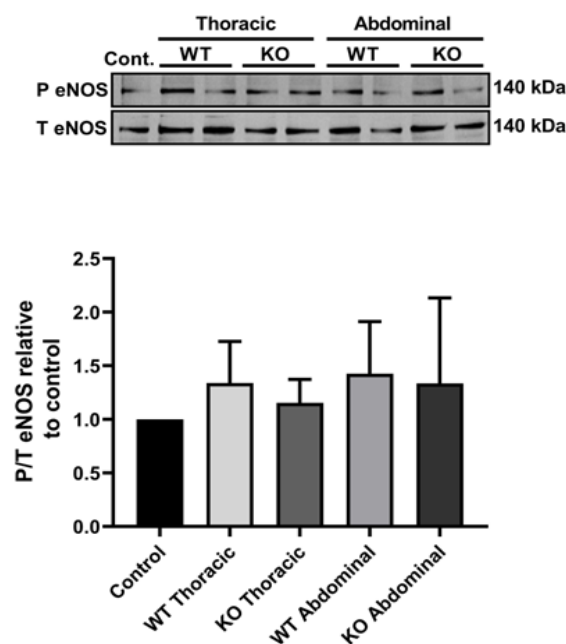 Thoracic Abdominal
Cont. WT KO WT KO
P eNOS 140 kDa
T eNOS 140 kDa
P/T eNOS relative
to control
2.5
2.0
1.5
1.0
0.5
0.0
Control
WT Thoracic
KO Thoracic
WT Abdominal
KO Abdominal